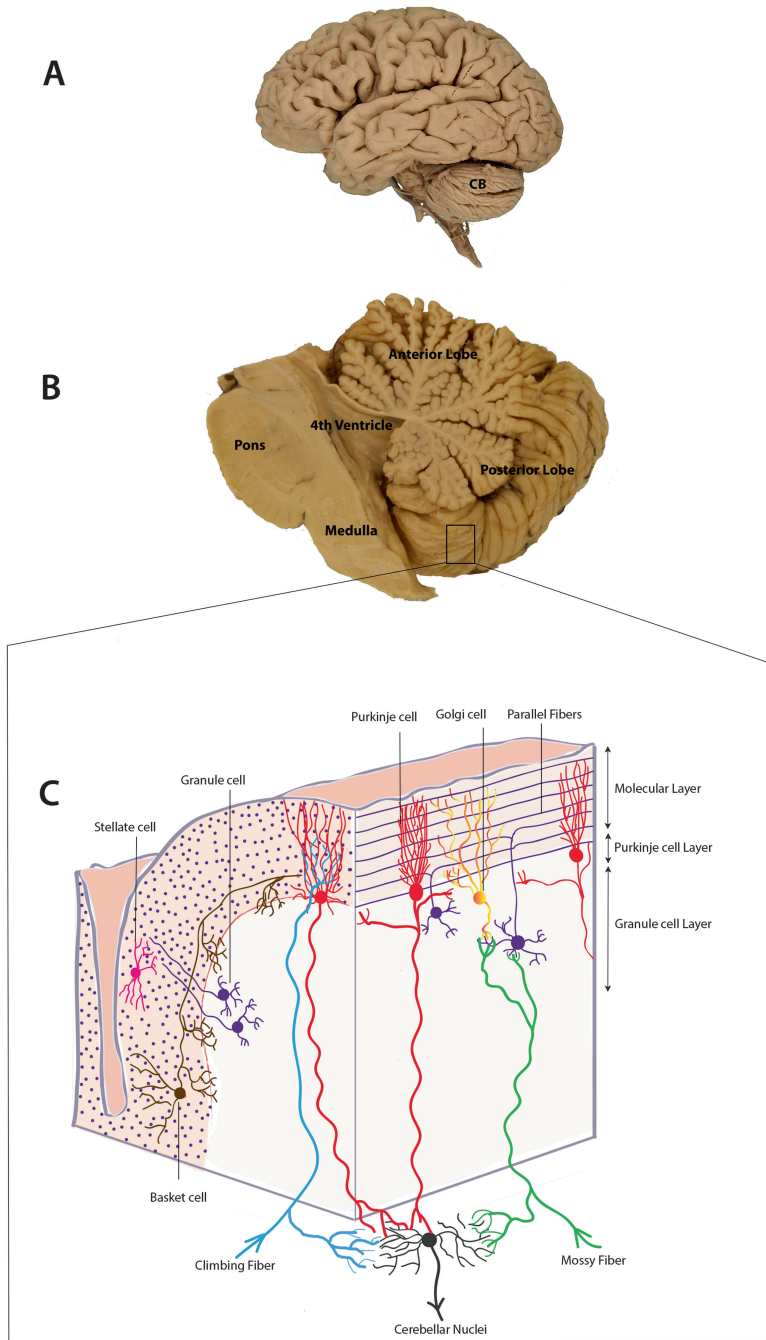 A
CB
B
Anterior Lobe
4th Ventricle
Pons
Posterior Lobe
Medulla
Purkinje cell
Golgi cell
Parallel Fibers
C
Granule cell
Molecular Layer
Stellate cell
Purkinje cell Layer
Granule cell Layer
Basket cell
Climbing Fiber
Mossy Fiber
Cerebellar Nuclei